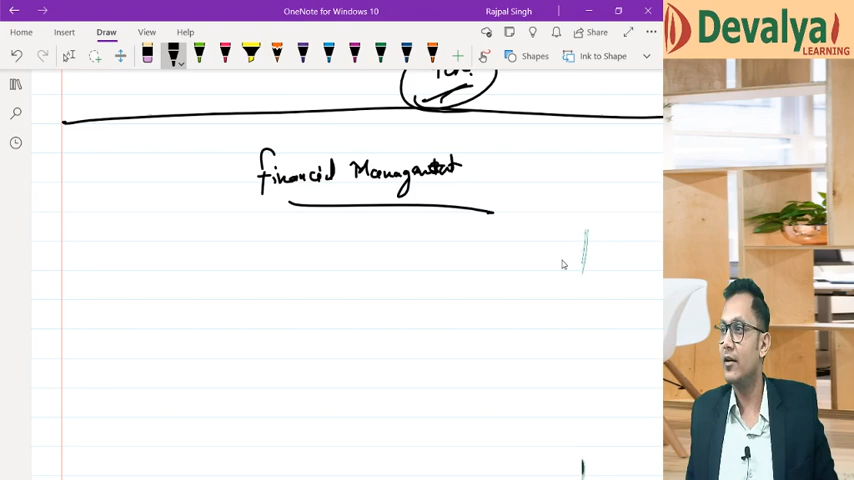 OneNote for Windows 10
Rajpal Singh
Home Insert Draw View Help
Share
Shapes
Ink to Shape
Devalya
LEARNING
Financial Management